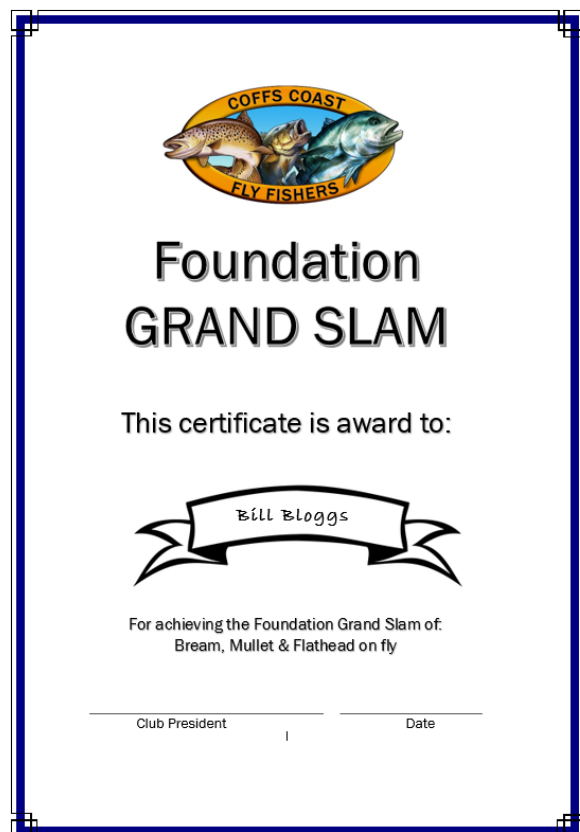 COFFS COAST
FLY FISHERS
Foundation
GRAND SLAM
This certificate is award to:
Bill Bloggs
For achieving the Foundation Grand Slam of:
Bream, Mullet & Flathead on fly
Club President Date